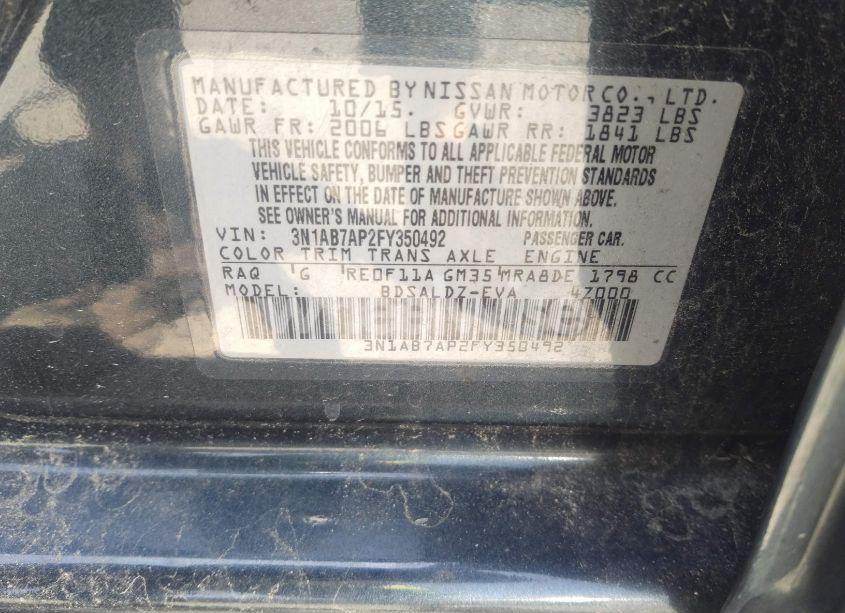 MANUFACTURED BY NISSAN MOTOR CO., LTD.
DATE: 10/15. GVWR: 3823 LBS
GAWR FR: 2006 LBS GAWR RR: 1841 LBS
THIS VEHICLE CONFORMS TO ALL APPLICABLE FEDERAL MOTOR
VEHICLE SAFETY, BUMPER AND THEFT PREVENTION STANDARDS
IN EFFECT ON THE DATE OF MANUFACTURE SHOWN ABOVE.
SEE OWNER'S MANUAL FOR ADDITIONAL INFORMATION.
VIN: 3N1AB7AP2FY350492 PASSENGER CAR.
COLOR TRIM TRANS AXLE ENGINE
RAQ G RE0F11A GM35 MRA8DE 1798 CC
MODEL: BDSALDZ-EVA 4Z000
3N1AB7AP2FY350492